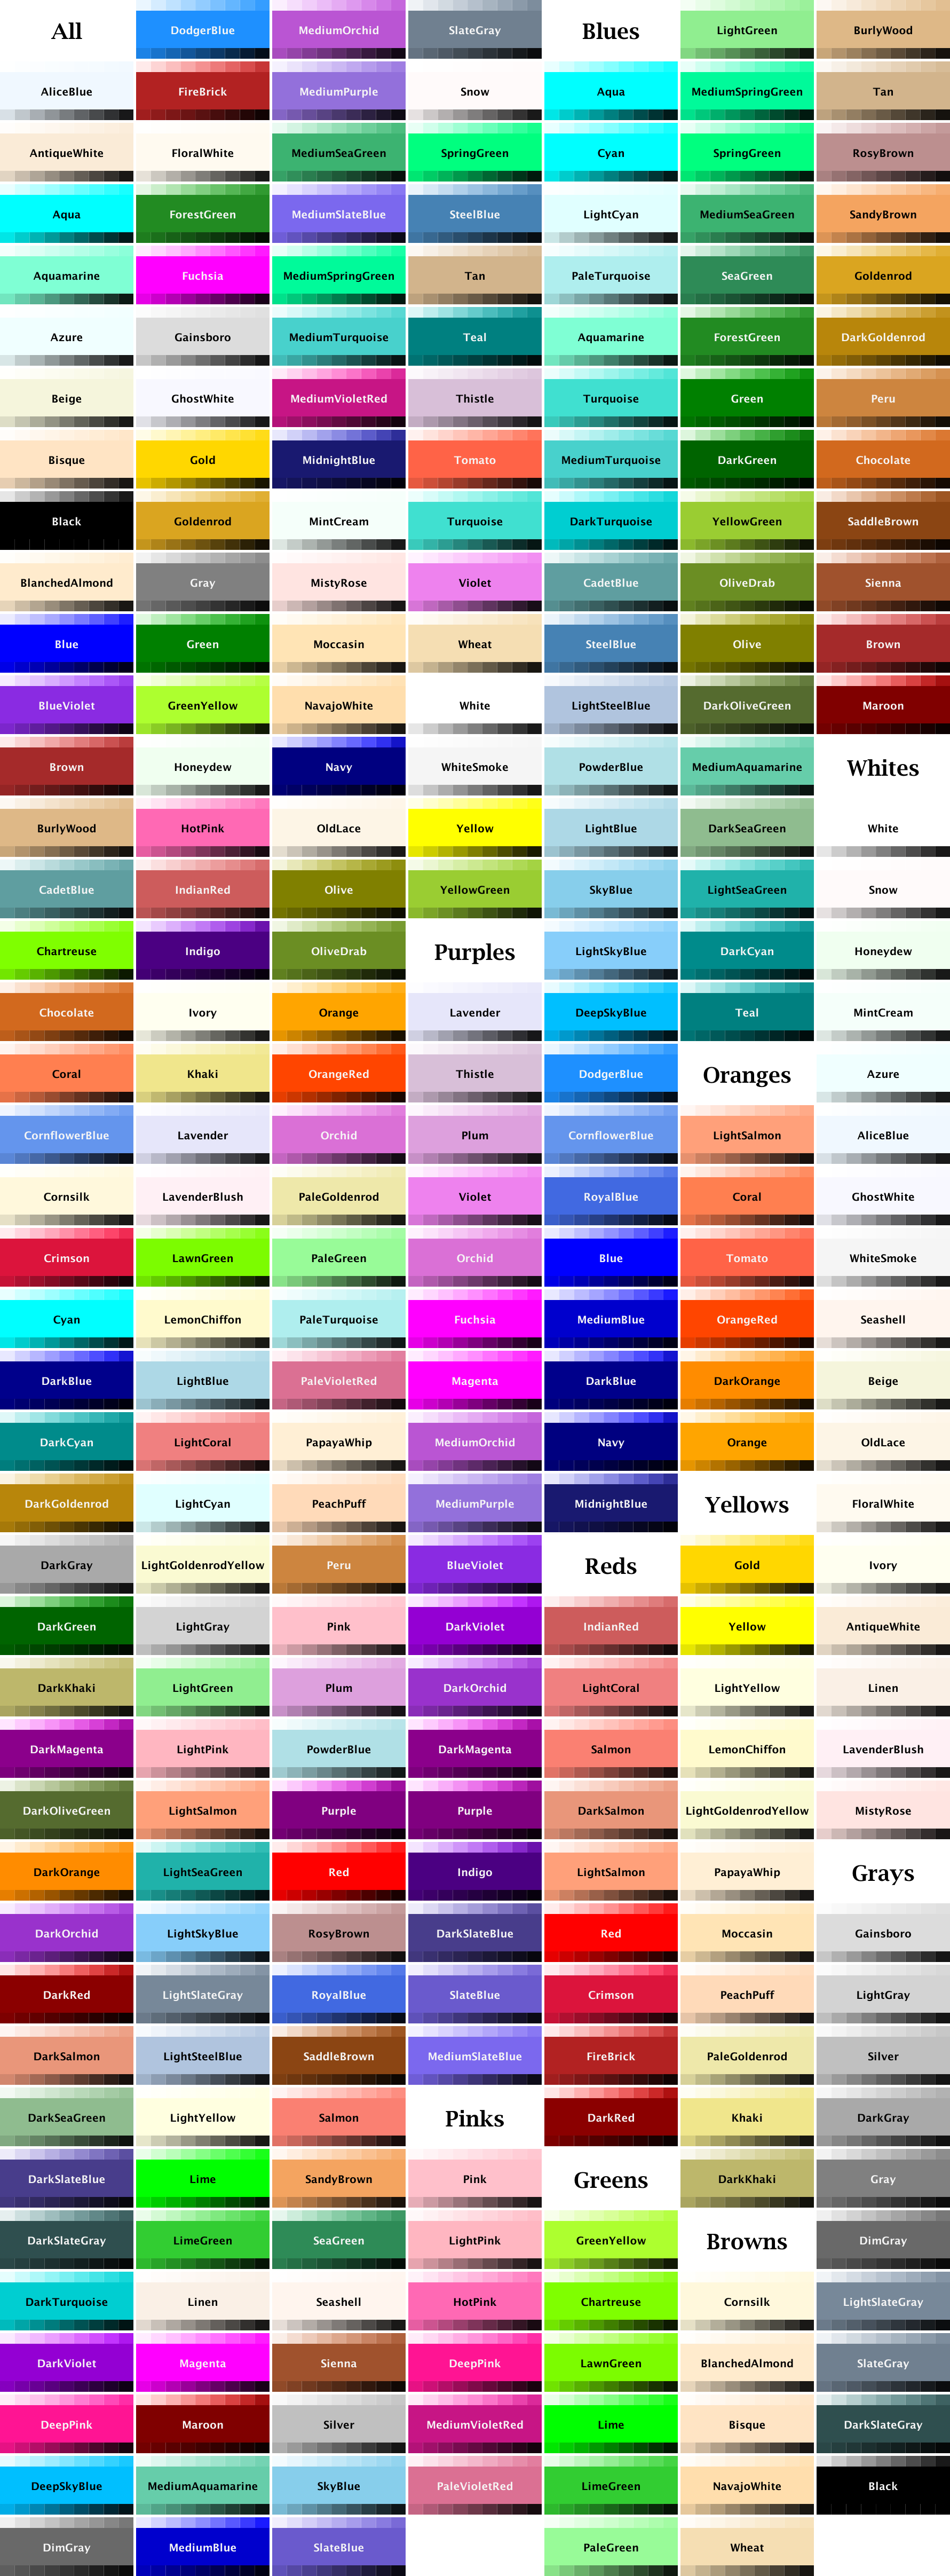 All
AliceBlue
AntiqueWhite
Aqua
Aquamarine
Azure
Beige
Bisque
Black
BlanchedAlmond
Blue
BlueViolet
Brown
BurlyWood
CadetBlue
Chartreuse
Chocolate
Coral
CornflowerBlue
Cornsilk
Crimson
Cyan
DarkBlue
DarkCyan
DarkGoldenrod
DarkGray
DarkGreen
DarkKhaki
DarkMagenta
DarkOliveGreen
DarkOrange
DarkOrchid
DarkRed
DarkSalmon
DarkSeaGreen
DarkSlateBlue
DarkSlateGray
DarkTurquoise
DarkViolet
DeepPink
DeepSkyBlue
DimGray
DodgerBlue
FireBrick
FloralWhite
ForestGreen
Fuchsia
Gainsboro
GhostWhite
Gold
Goldenrod
Gray
Green
GreenYellow
Honeydew
HotPink
IndianRed
Indigo
Ivory
Khaki
Lavender
LavenderBlush
LawnGreen
LemonChiffon
LightBlue
LightCoral
LightCyan
LightGoldenrodYellow
LightGray
LightGreen
LightPink
LightSalmon
LightSeaGreen
LightSkyBlue
LightSlateGray
LightSteelBlue
LightYellow
Lime
LimeGreen
Linen
Magenta
Maroon
MediumAquamarine
MediumBlue
MediumOrchid
MediumPurple
MediumSeaGreen
MediumSlateBlue
MediumSpringGreen
MediumTurquoise
MediumVioletRed
MidnightBlue
MintCream
MistyRose
Moccasin
NavajoWhite
Navy
OldLace
Olive
OliveDrab
Orange
OrangeRed
Orchid
PaleGoldenrod
PaleGreen
PaleTurquoise
PaleVioletRed
PapayaWhip
PeachPuff
Peru
Pink
Plum
PowderBlue
Purple
Red
RosyBrown
RoyalBlue
SaddleBrown
Salmon
SandyBrown
SeaGreen
Seashell
Sienna
Silver
SkyBlue
SlateBlue
SlateGray
Snow
SpringGreen
SteelBlue
Tan
Teal
Thistle
Tomato
Turquoise
Violet
Wheat
White
WhiteSmoke
Yellow
YellowGreen
Purples
Lavender
Thistle
Plum
Violet
Orchid
Fuchsia
Magenta
MediumOrchid
MediumPurple
BlueViolet
DarkViolet
DarkOrchid
DarkMagenta
Purple
Indigo
DarkSlateBlue
SlateBlue
MediumSlateBlue
Pinks
Pink
LightPink
HotPink
DeepPink
MediumVioletRed
PaleVioletRed
Blues
Aqua
Cyan
LightCyan
PaleTurquoise
Aquamarine
Turquoise
MediumTurquoise
DarkTurquoise
CadetBlue
SteelBlue
LightSteelBlue
PowderBlue
LightBlue
SkyBlue
LightSkyBlue
DeepSkyBlue
DodgerBlue
CornflowerBlue
RoyalBlue
Blue
MediumBlue
DarkBlue
Navy
MidnightBlue
Reds
IndianRed
LightCoral
Salmon
DarkSalmon
LightSalmon
Red
Crimson
FireBrick
DarkRed
Greens
GreenYellow
Chartreuse
LawnGreen
Lime
LimeGreen
PaleGreen
LightGreen
MediumSpringGreen
SpringGreen
MediumSeaGreen
SeaGreen
ForestGreen
Green
DarkGreen
YellowGreen
OliveDrab
Olive
DarkOliveGreen
MediumAquamarine
DarkSeaGreen
LightSeaGreen
DarkCyan
Teal
Oranges
LightSalmon
Coral
Tomato
OrangeRed
DarkOrange
Orange
Yellows
Gold
Yellow
LightYellow
LemonChiffon
LightGoldenrodYellow
PapayaWhip
Moccasin
PeachPuff
PaleGoldenrod
Khaki
DarkKhaki
Browns
Cornsilk
BlanchedAlmond
Bisque
NavajoWhite
Wheat
BurlyWood
Tan
RosyBrown
SandyBrown
Goldenrod
DarkGoldenrod
Peru
Chocolate
SaddleBrown
Sienna
Brown
Maroon
Whites
White
Snow
Honeydew
MintCream
Azure
AliceBlue
GhostWhite
WhiteSmoke
Seashell
Beige
OldLace
FloralWhite
Ivory
AntiqueWhite
Linen
LavenderBlush
MistyRose
Grays
Gainsboro
LightGray
Silver
DarkGray
Gray
DimGray
LightSlateGray
SlateGray
DarkSlateGray
Black